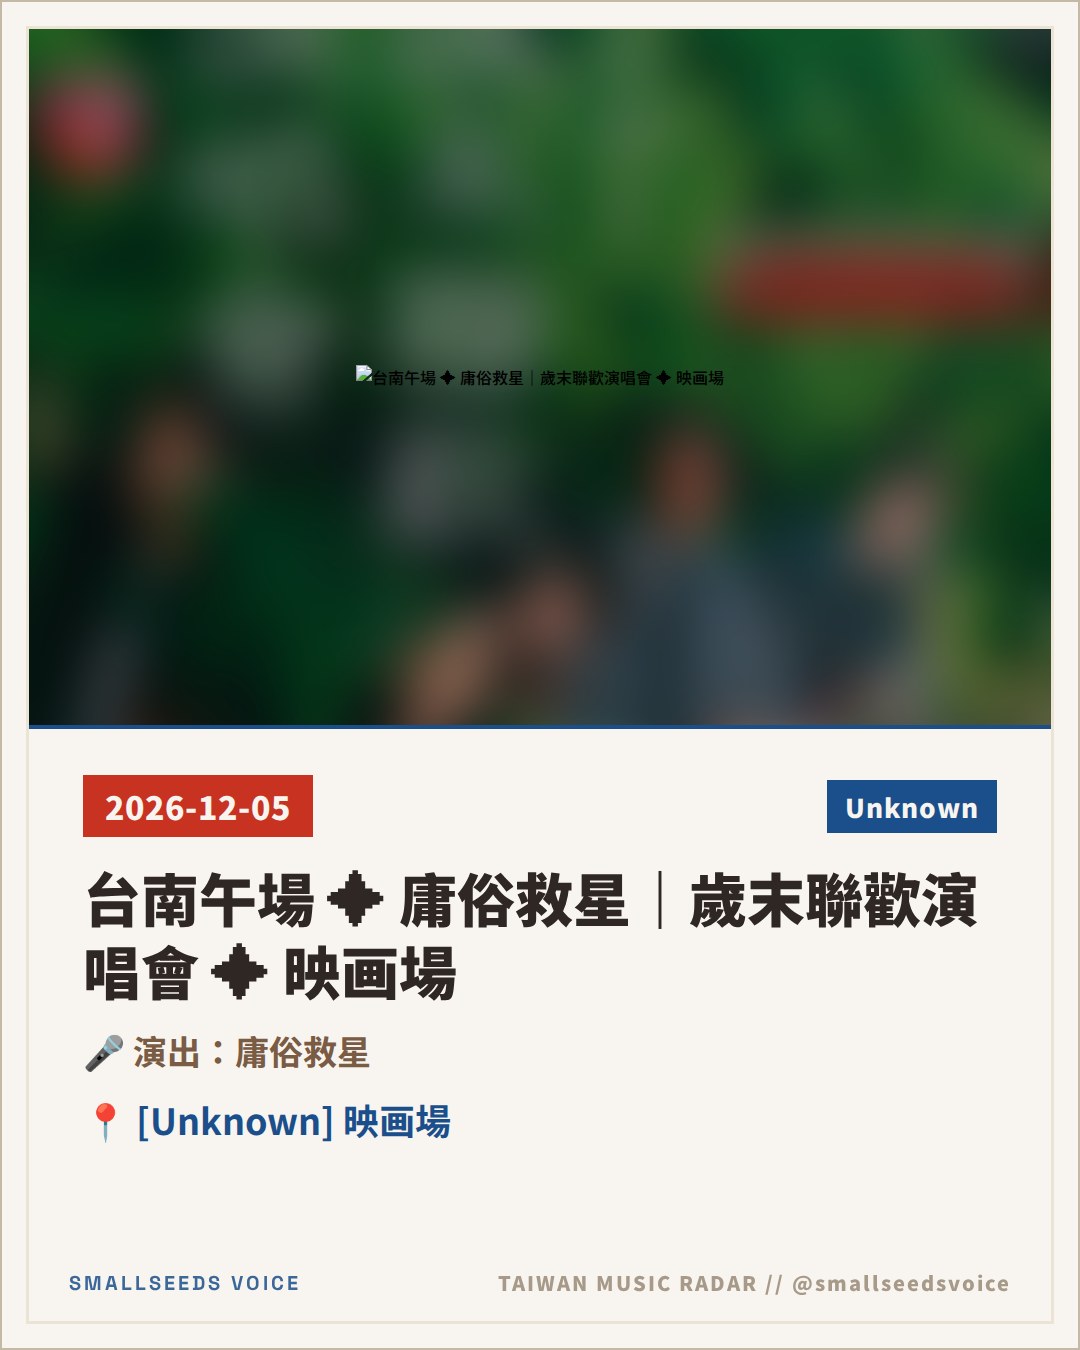 台南午場 ✦ 庸俗救星｜歲末聯歡演唱會 ✦ 映画場
2026-12-05
Unknown
台南午場 ✦ 庸俗救星｜歲末聯歡演
唱會 ✦ 映画場
🎤 演出：庸俗救星
📍 [Unknown] 映画場
SMALLSEEDS VOICE
TAIWAN MUSIC RADAR // @smallseedsvoice